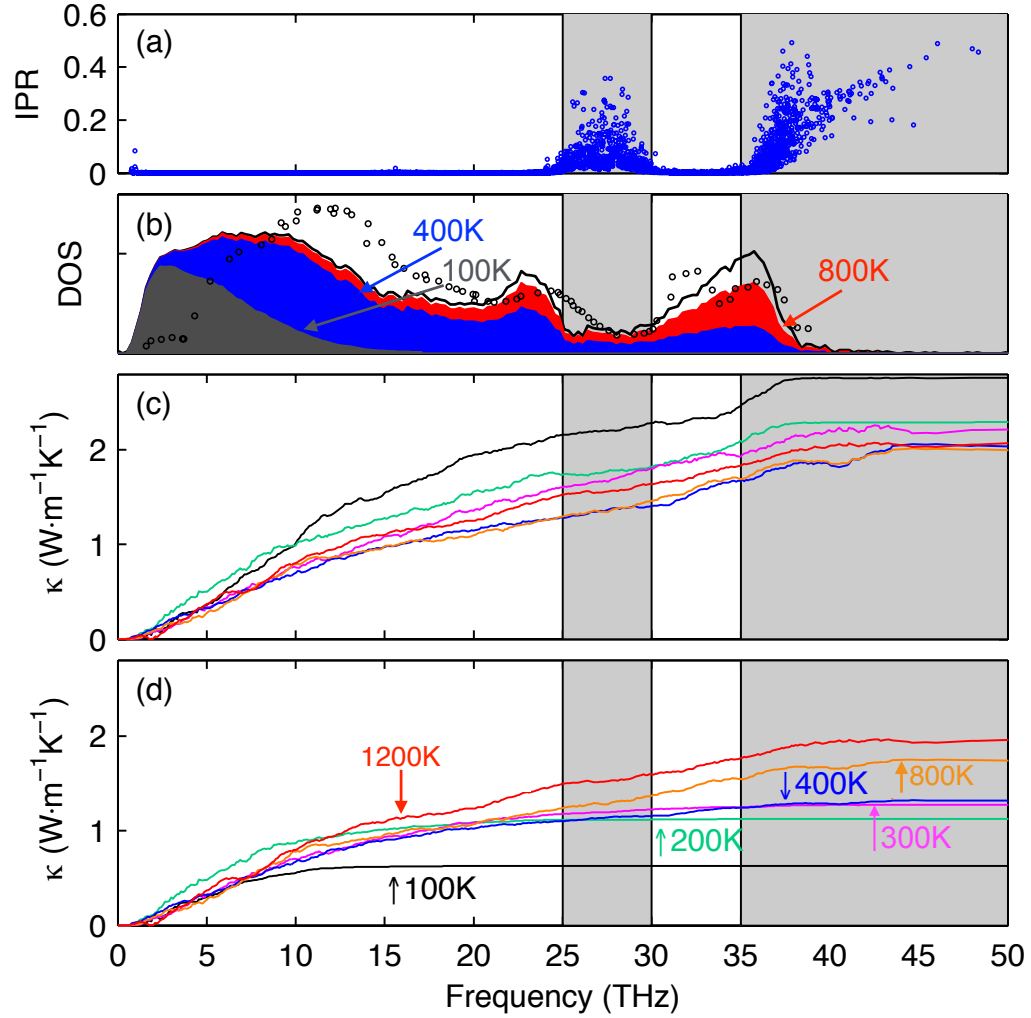 0.6
(a)
0.4
IPR
0.2
0
(b)
400K
DOS
100K
800K
(c)
2
κ (W·m⁻¹K⁻¹)
1
0
(d)
2
1200K
400K
800K
κ (W·m⁻¹K⁻¹)
1
200K
300K
100K
0
0 5 10 15 20 25 30 35 40 45 50
Frequency (THz)